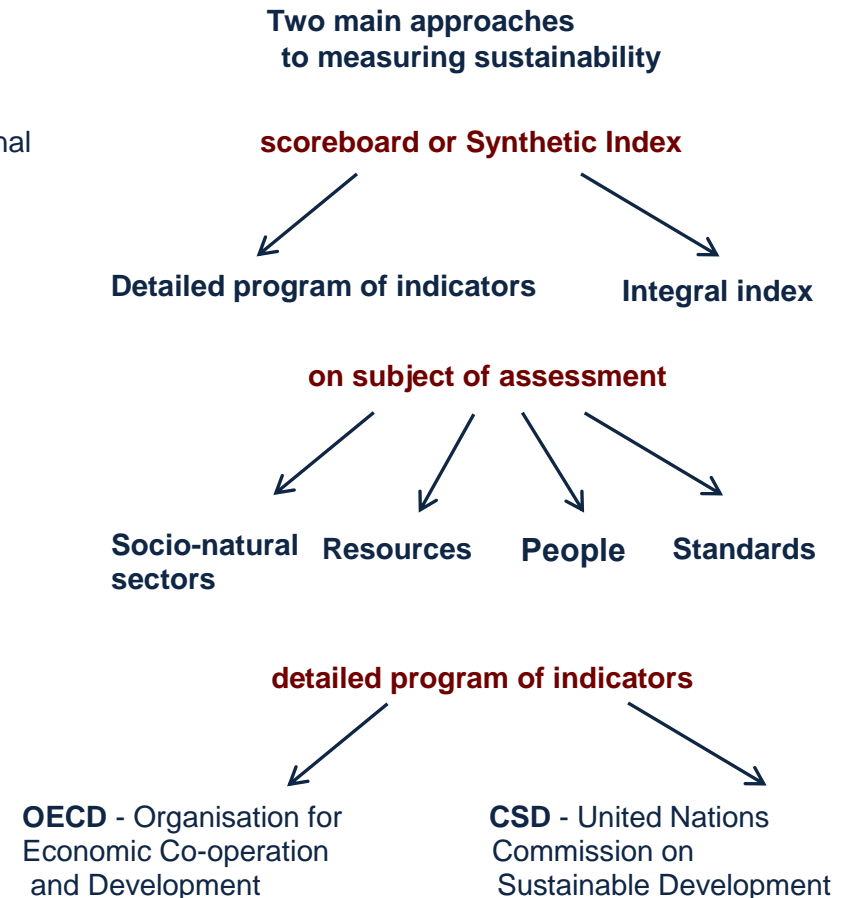 Two main approaches
to measuring sustainability
scoreboard or Synthetic Index
Detailed program of indicators
Integral index
on subject of assessment
Socio-natural
sectors
Resources
People
Standards
detailed program of indicators
OECD - Organisation for
Economic Co-operation
and Development
CSD - United Nations
Commission on
Sustainable Development